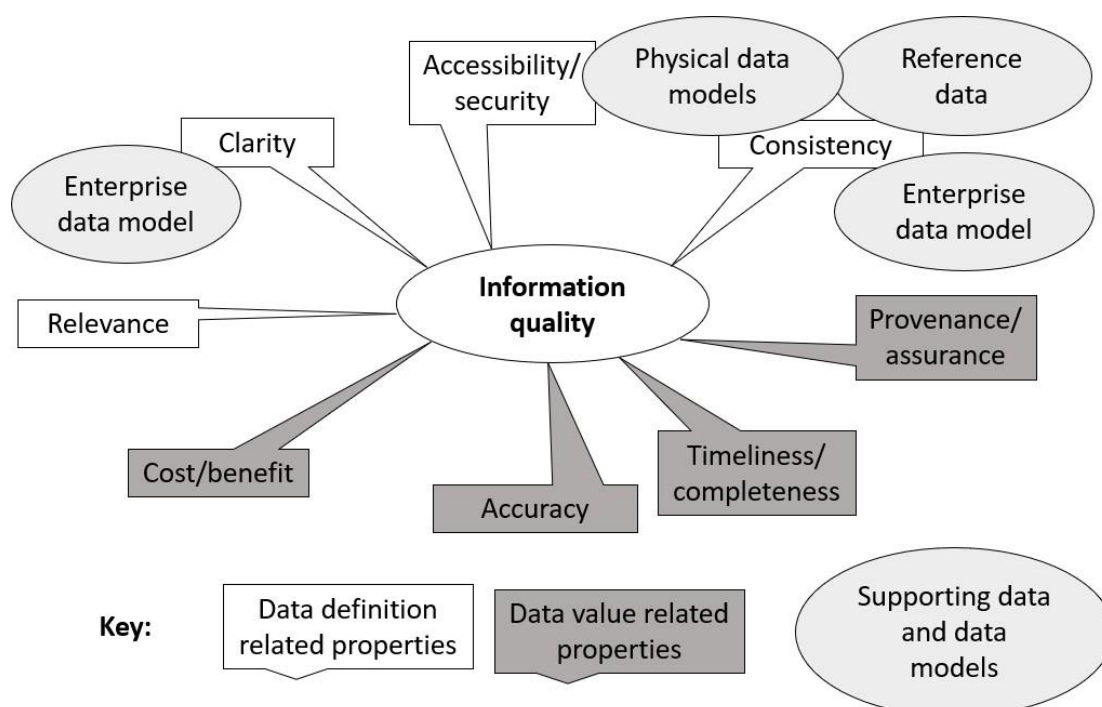 Accessibility/
security
Physical data
models
Reference
data
Clarity
Consistency
Enterprise
data model
Enterprise
data model
Information
quality
Relevance
Provenance/
assurance
Cost/benefit
Accuracy
Timeliness/
completeness
Key:
Data definition
related properties
Data value related
properties
Supporting data
and data
models